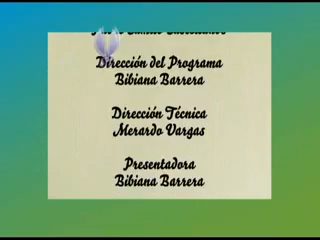 Dirección del Programa
Bibiana Barrera
Dirección Técnica
Merardo Vargas
Presentadora
Bibiana Barrera